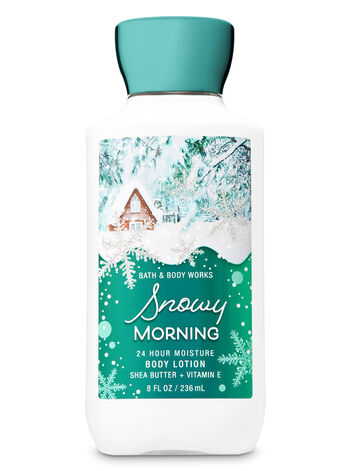 BATH & BODY WORKS
Snowy
MORNING
24 HOUR MOISTURE
BODY LOTION
SHEA BUTTER + VITAMIN E
8 FL OZ / 236 mL